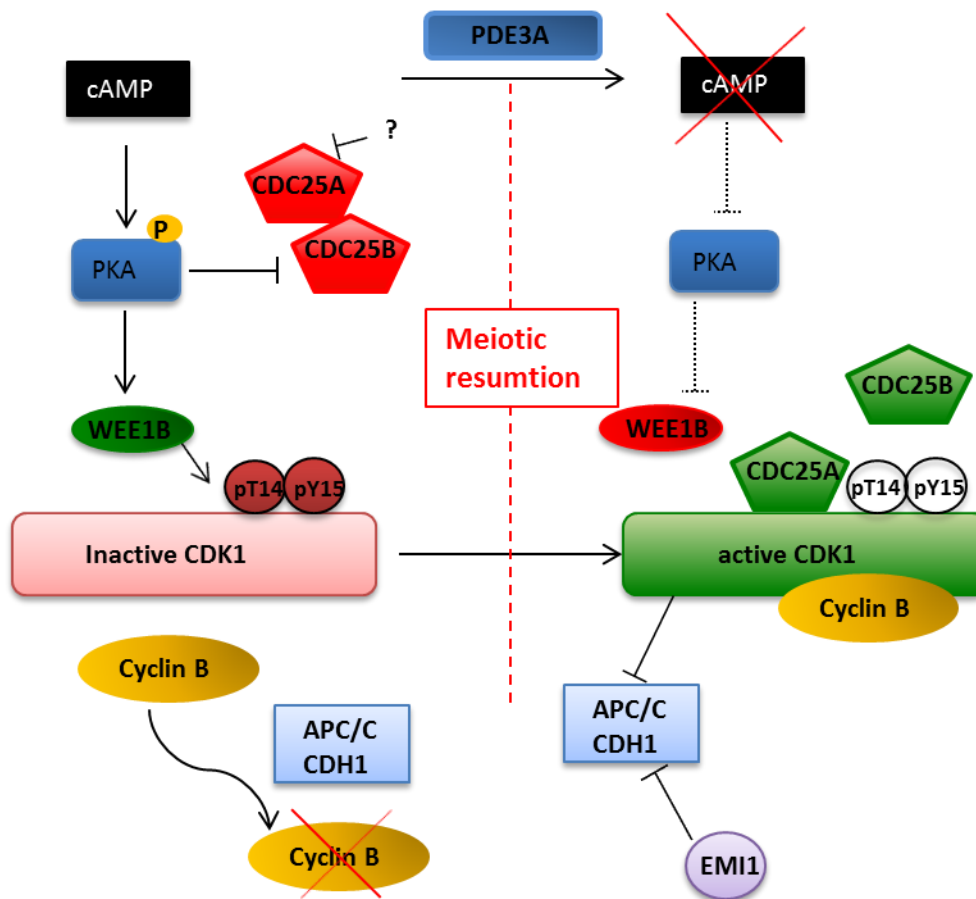 PDE3A
cAMP
cAMP
?
CDC25A
P
CDC25B
PKA
PKA
Meiotic
resumtion
CDC25B
WEE1B
WEE1B
CDC25A
pT14
pY15
pT14
pY15
Inactive CDK1
active CDK1
Cyclin B
Cyclin B
APC/C
CDH1
APC/C
CDH1
Cyclin B
EMI1